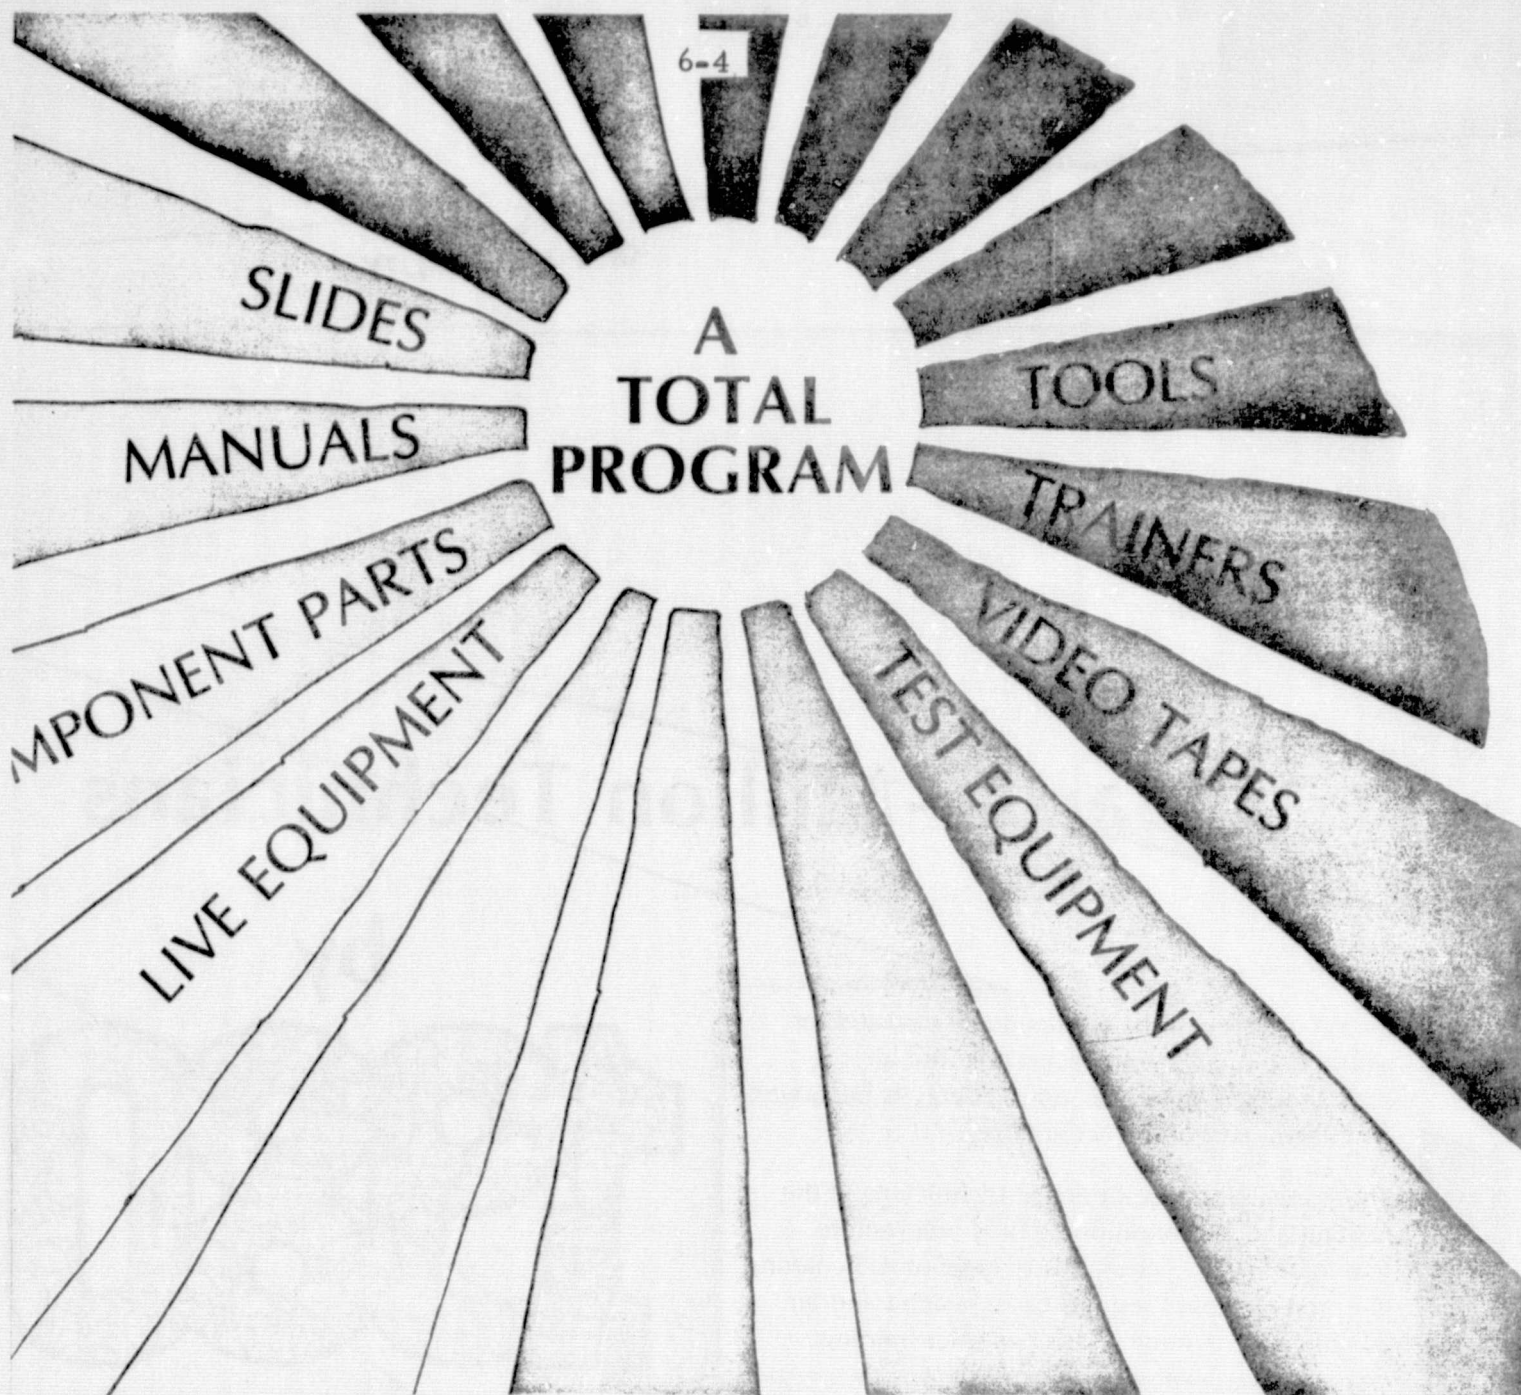 6-4
A
TOTAL
PROGRAM
SLIDES
MANUALS
MPONENT PARTS
LIVE EQUIPMENT
TOOLS
TRAINERS
VIDEO TAPES
TEST EQUIPMENT